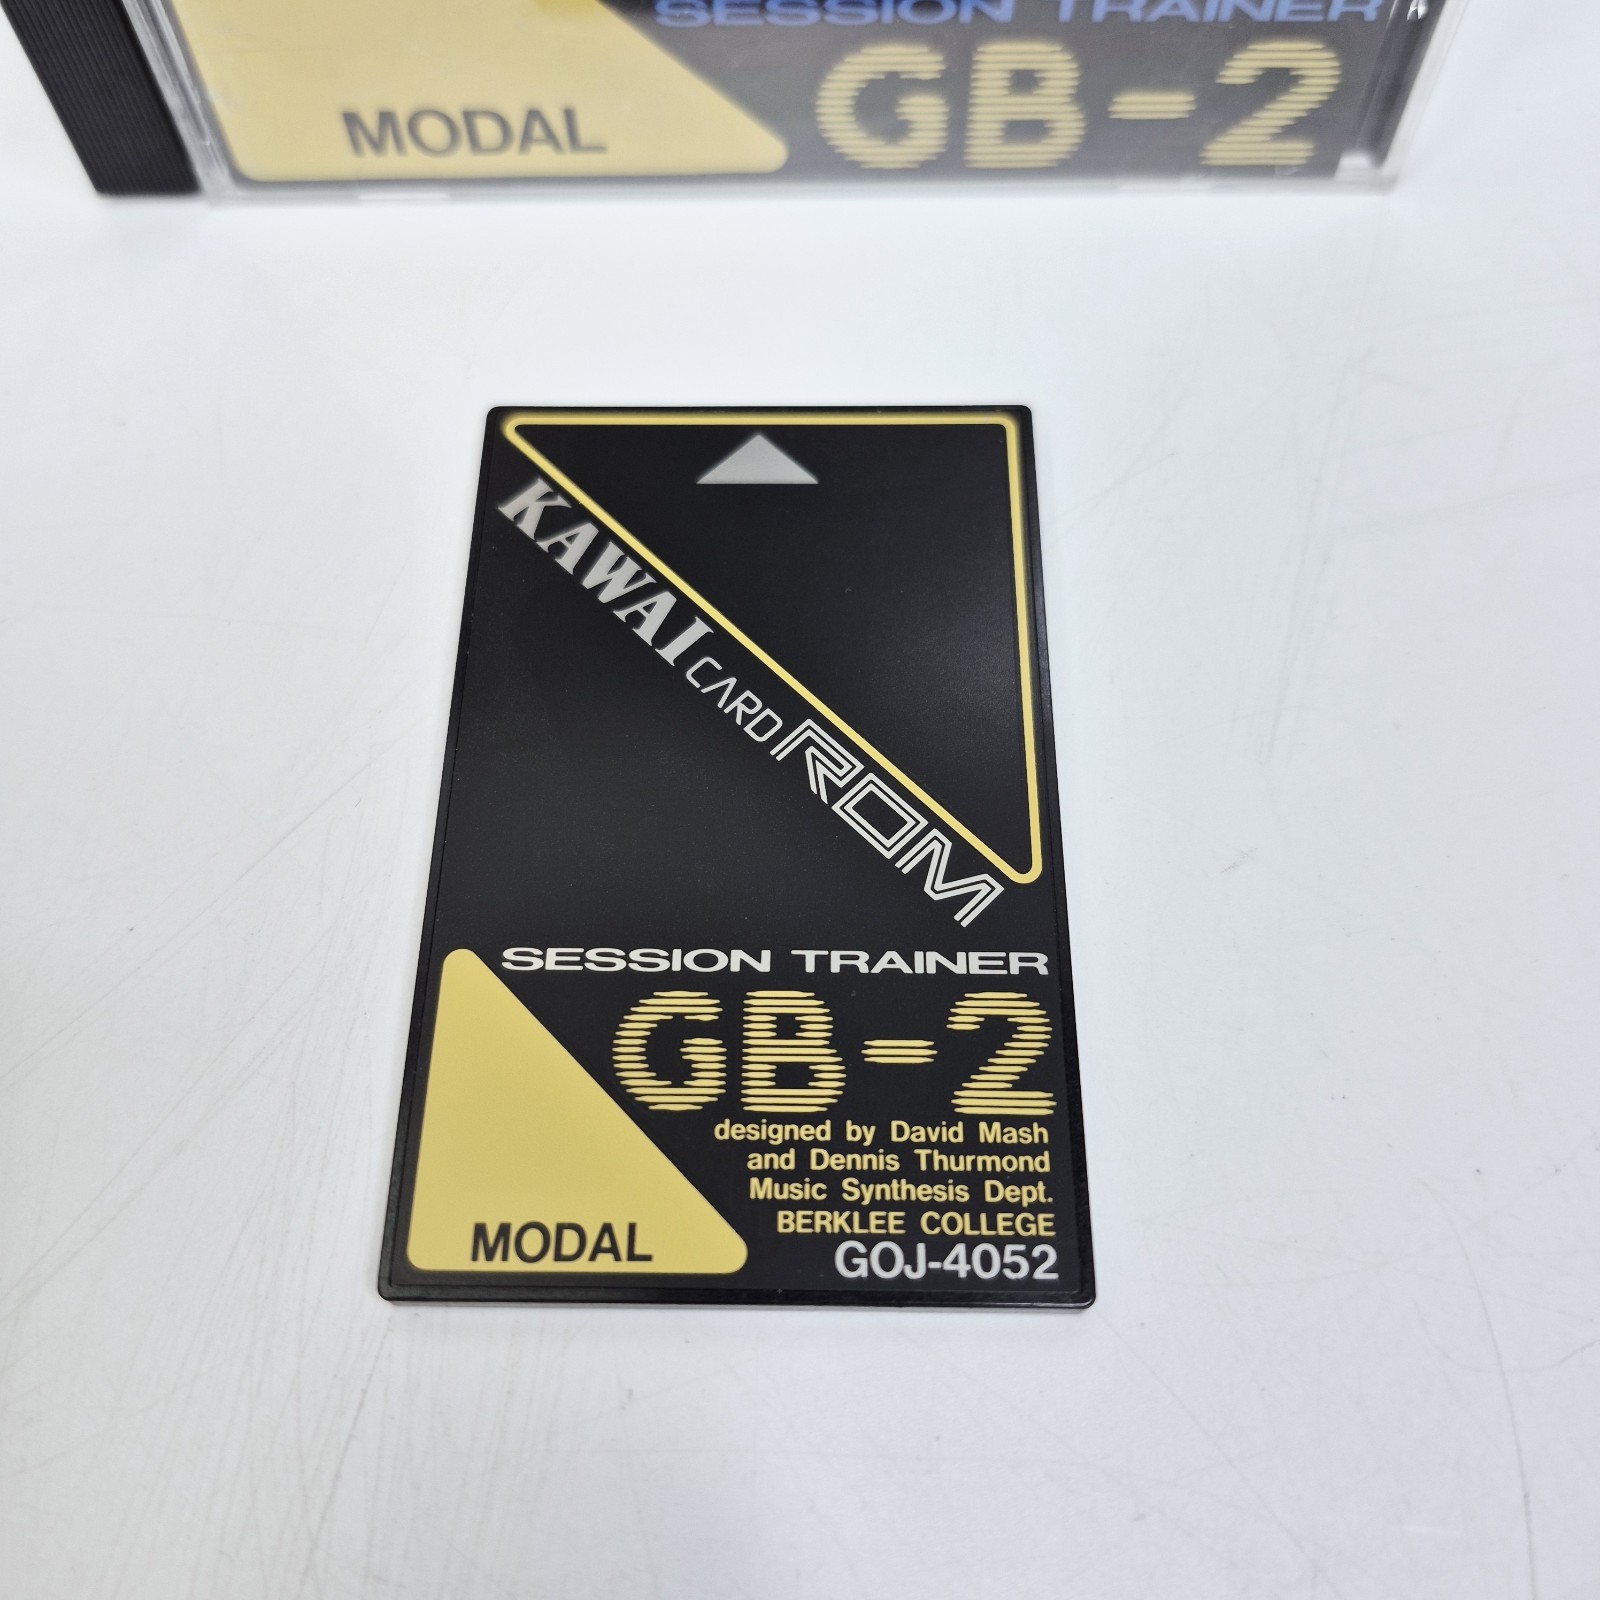 SESSION TRAINER
MODAL
GB-2
KAWAI CARD ROM
SESSION TRAINER
GB-2
designed by David Mash
and Dennis Thurmond
Music Synthesis Dept.
BERKLEE COLLEGE
MODAL
GOJ-4052